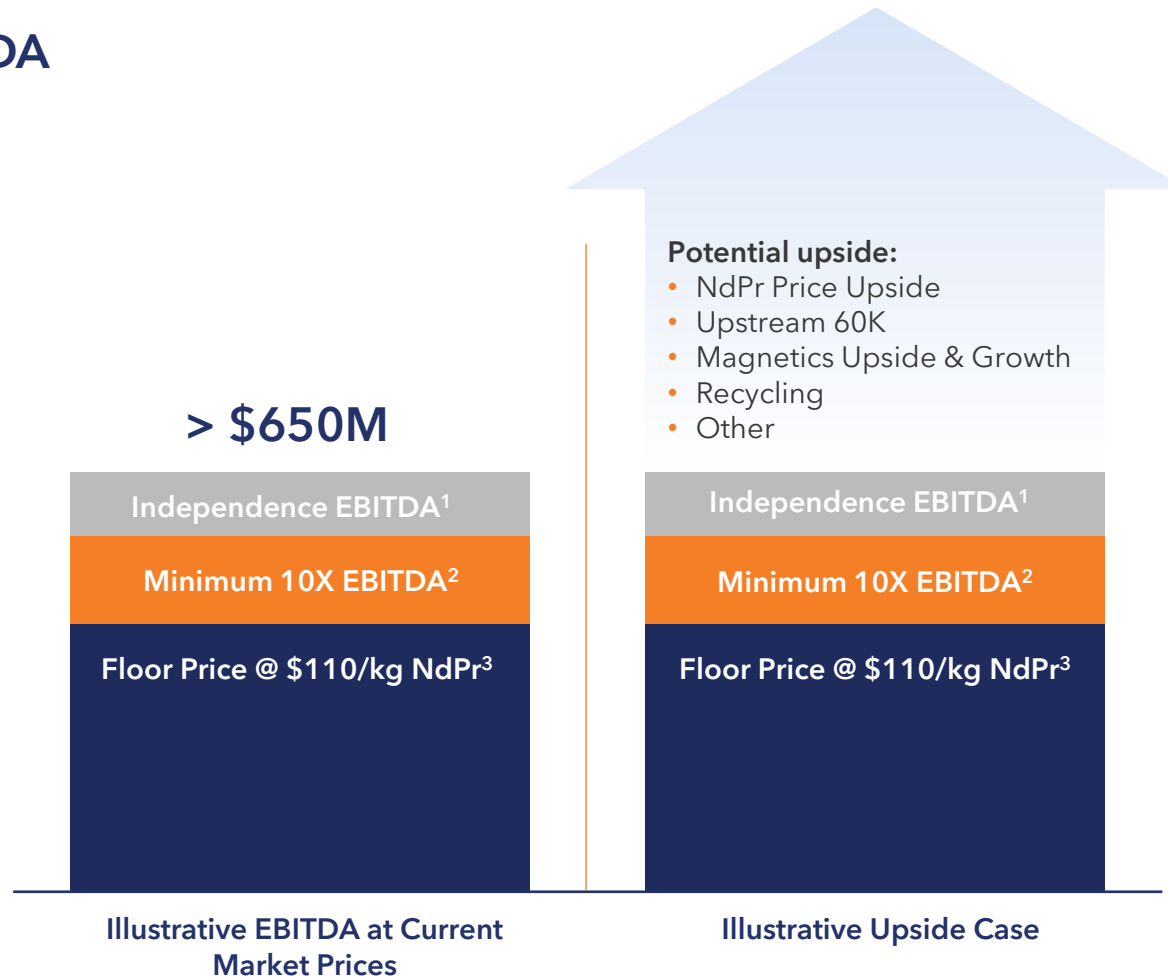 DA
> $650M
Independence EBITDA¹
Minimum 10X EBITDA²
Floor Price @ $110/kg NdPr³
Illustrative EBITDA at Current
Market Prices
Potential upside:
• NdPr Price Upside
• Upstream 60K
• Magnetics Upside & Growth
• Recycling
• Other
Independence EBITDA¹
Minimum 10X EBITDA²
Floor Price @ $110/kg NdPr³
Illustrative Upside Case